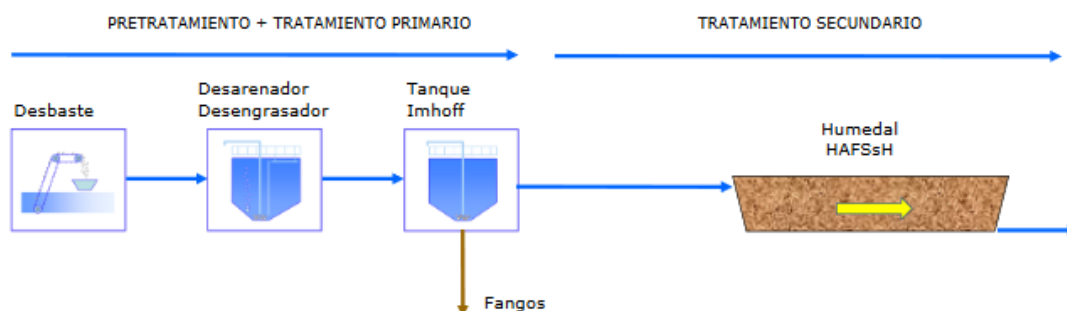 PRETRATAMIENTO + TRATAMIENTO PRIMARIO
TRATAMIENTO SECUNDARIO
Desbaste
Desarenador
Desengrasador
Tanque
Imhoff
Humedal
HAFSsH
Fangos